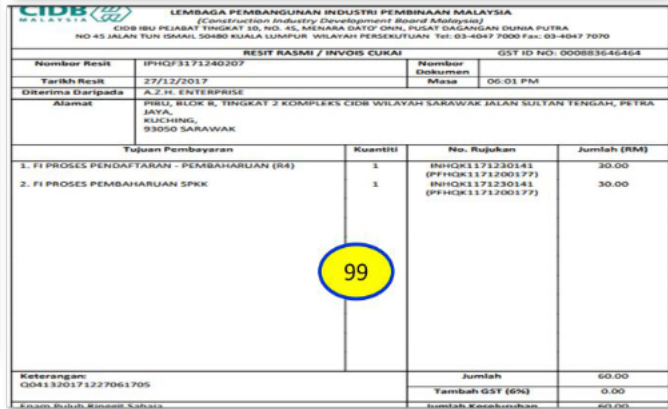 CIDB
MALAYSIA
LEMBAGA PEMBANGUNAN INDUSTRI PEMBINAAN MALAYSIA
(Construction Industry Development Board Malaysia)
CIDB IBU PEJABAT TINGKAT 10, NO. 45, MENARA DATO' ONN, PUSAT DAGANGAN DUNIA PUTRA
NO 45 JALAN TUN ISMAIL 50480 KUALA LUMPUR WILAYAH PERSEKUTUAN Tel: 03-4047 7000 Fax: 03-4047 7070
RESIT RASMI / INVOIS CUKAI GST ID NO: 000883646464
Nombor Resit IPHQF3171240207 Nombor Dokumen
Tarikh Resit 27/12/2017 Masa 06:01 PM
Diterima Daripada A.Z.H. ENTERPRISE
Alamat PIBU, BLOK B, TINGKAT 2 KOMPLEKS CIDB WILAYAH SARAWAK JALAN SULTAN TENGAH, PETRA
JAYA,
KUCHING,
93050 SARAWAK
Tujuan Pembayaran Kuantiti No. Rujukan Jumlah (RM)
1. FI PROSES PENDAFTARAN - PEMBAHARUAN (R4) 1 INHQK1171230141 30.00
(PFHQK1171200177)
2. FI PROSES PEMBAHARUAN SPKK 1 INHQK1171230141 30.00
(PFHQK1171200177)
99
Keterangan: Jumlah 60.00
Q041320171227061705
Tambah GST (6%) 0.00
Enam Puluh Ringgit Sahaja Jumlah Keseluruhan 60.00